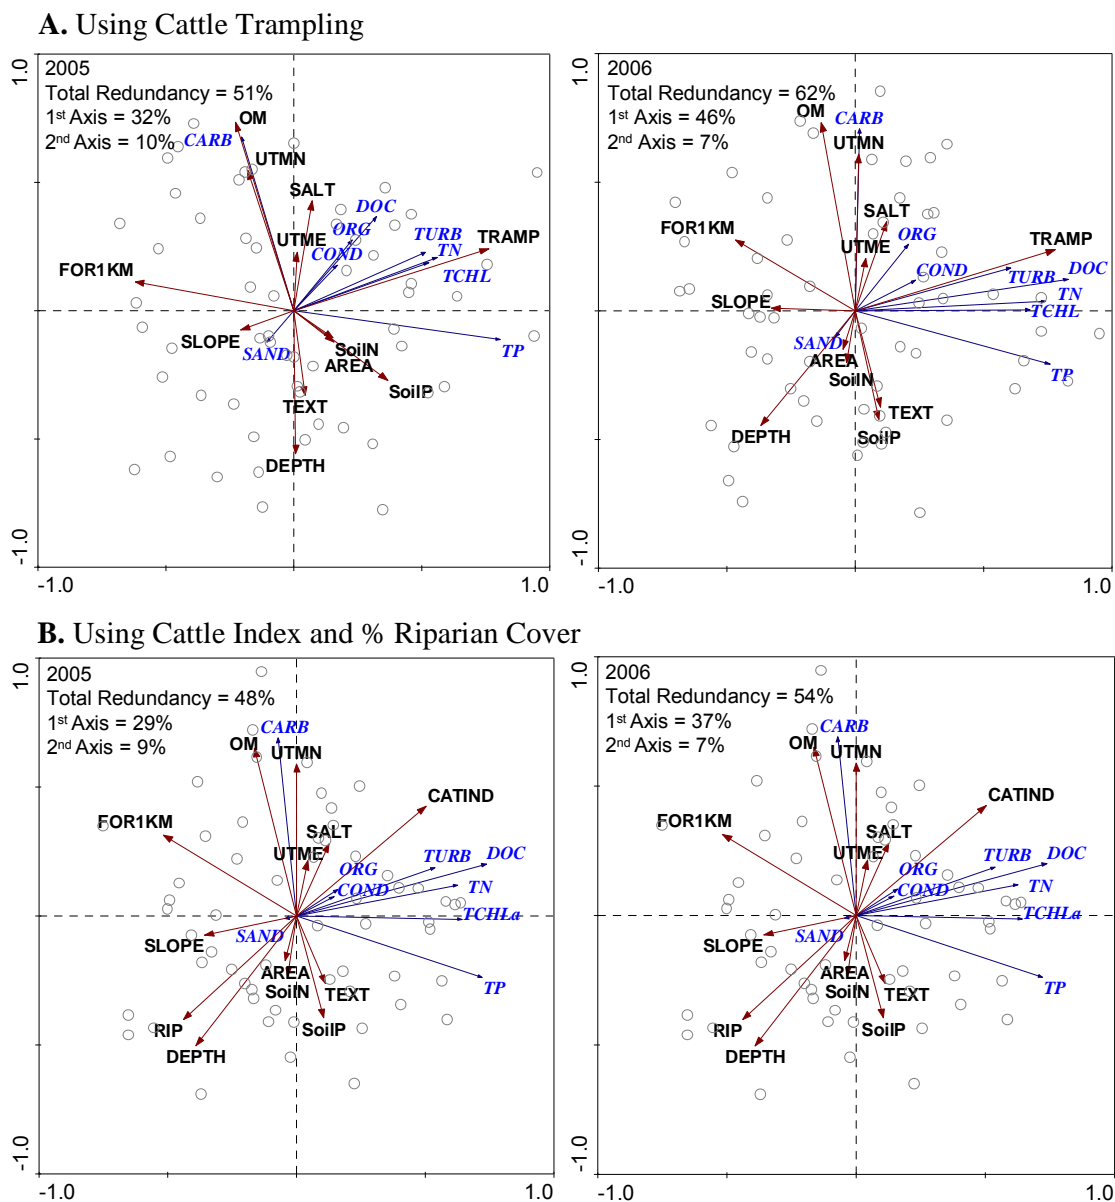 A. Using Cattle Trampling
2005
Total Redundancy = 51%
1st Axis = 32%
2nd Axis = 10%
OM
CARB
UTMN
SALT
DOC
ORG
TURB
UTME
TN
TRAMP
COND
TCHL
FOR1KM
SLOPE
SAND
SoilN
AREA
TP
SoilP
TEXT
DEPTH
1.0
-1.0
-1.0
1.0
2006
Total Redundancy = 62%
1st Axis = 46%
2nd Axis = 7%
OM
CARB
UTMN
SALT
FOR1KM
ORG
TRAMP
UTME
COND
TURB
DOC
TN
SLOPE
TCHL
SAND
AREA
TP
SoilN
TEXT
DEPTH
SoilP
1.0
-1.0
-1.0
1.0
B. Using Cattle Index and % Riparian Cover
2005
Total Redundancy = 48%
1st Axis = 29%
2nd Axis = 9%
CARB
OM
UTMN
CATIND
FOR1KM
SALT
UTME
TURB
DOC
ORG
COND
TN
TCHLa
SAND
SLOPE
AREA
SoilN
TEXT
TP
RIP
SoilP
DEPTH
1.0
-1.0
-1.0
1.0
2006
Total Redundancy = 54%
1st Axis = 37%
2nd Axis = 7%
CARB
OM
UTMN
CATIND
FOR1KM
SALT
UTME
TURB
DOC
ORG
COND
TN
TCHLa
SAND
SLOPE
AREA
SoilN
TEXT
TP
RIP
SoilP
DEPTH
-1.0
1.0